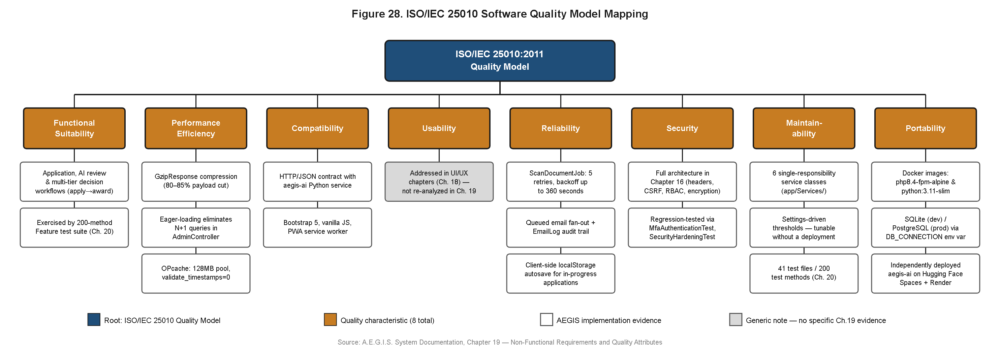 Figure 28. ISO/IEC 25010 Software Quality Model Mapping
ISO/IEC 25010:2011
Quality Model
Functional
Suitability
Application, AI review
& multi-tier decision
workflows (apply→award)
Exercised by 200-method
Feature test suite (Ch. 20)
Performance
Efficiency
GzipResponse compression
(80–85% payload cut)
Eager-loading eliminates
N+1 queries in
AdminController
OPcache: 128MB pool,
validate_timestamps=0
Compatibility
HTTP/JSON contract with
aegis-ai Python service
Bootstrap 5, vanilla JS,
PWA service worker
Usability
Addressed in UI/UX
chapters (Ch. 18) —
not re-analyzed in Ch. 19
Reliability
ScanDocumentJob: 5
retries, backoff up
to 360 seconds
Queued email fan-out +
EmailLog audit trail
Client-side localStorage
autosave for in-progress
applications
Security
Full architecture in
Chapter 16 (headers,
CSRF, RBAC, encryption)
Regression-tested via
MfaAuthenticationTest,
SecurityHardeningTest
Maintain-
ability
6 single-responsibility
service classes
(app/Services/)
Settings-driven
thresholds — tunable
without a deployment
41 test files / 200
test methods (Ch. 20)
Portability
Docker images:
php8.4-fpm-alpine &
python:3.11-slim
SQLite (dev) /
PostgreSQL (prod) via
DB_CONNECTION env var
Independently deployed
aegis-ai on Hugging Face
Spaces + Render
Root: ISO/IEC 25010 Quality Model
Quality characteristic (8 total)
AEGIS implementation evidence
Generic note — no specific Ch.19 evidence
Source: A.E.G.I.S. System Documentation, Chapter 19 — Non-Functional Requirements and Quality Attributes